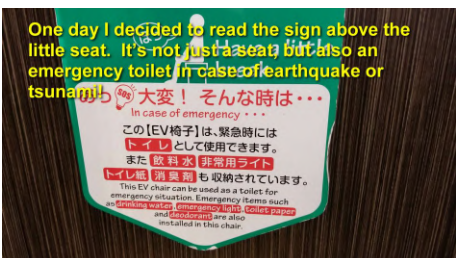 One day I decided to read the sign above the
little seat. It's not just a seat, but also an
emergency toilet in case of earthquake or
tsunami!
SOS 大変！ そんな時は・・・
In case of emergency・・・
この【EV椅子】は、緊急時には
トイレ として使用できます。
また 飲料水 非常用ライト
トイレ紙 消臭剤 も収納されています。
This EV chair can be used as a toilet for
emergency situation. Emergency items such
as drinking water, emergency light, toilet paper
and deodorant are also
installed in this chair.